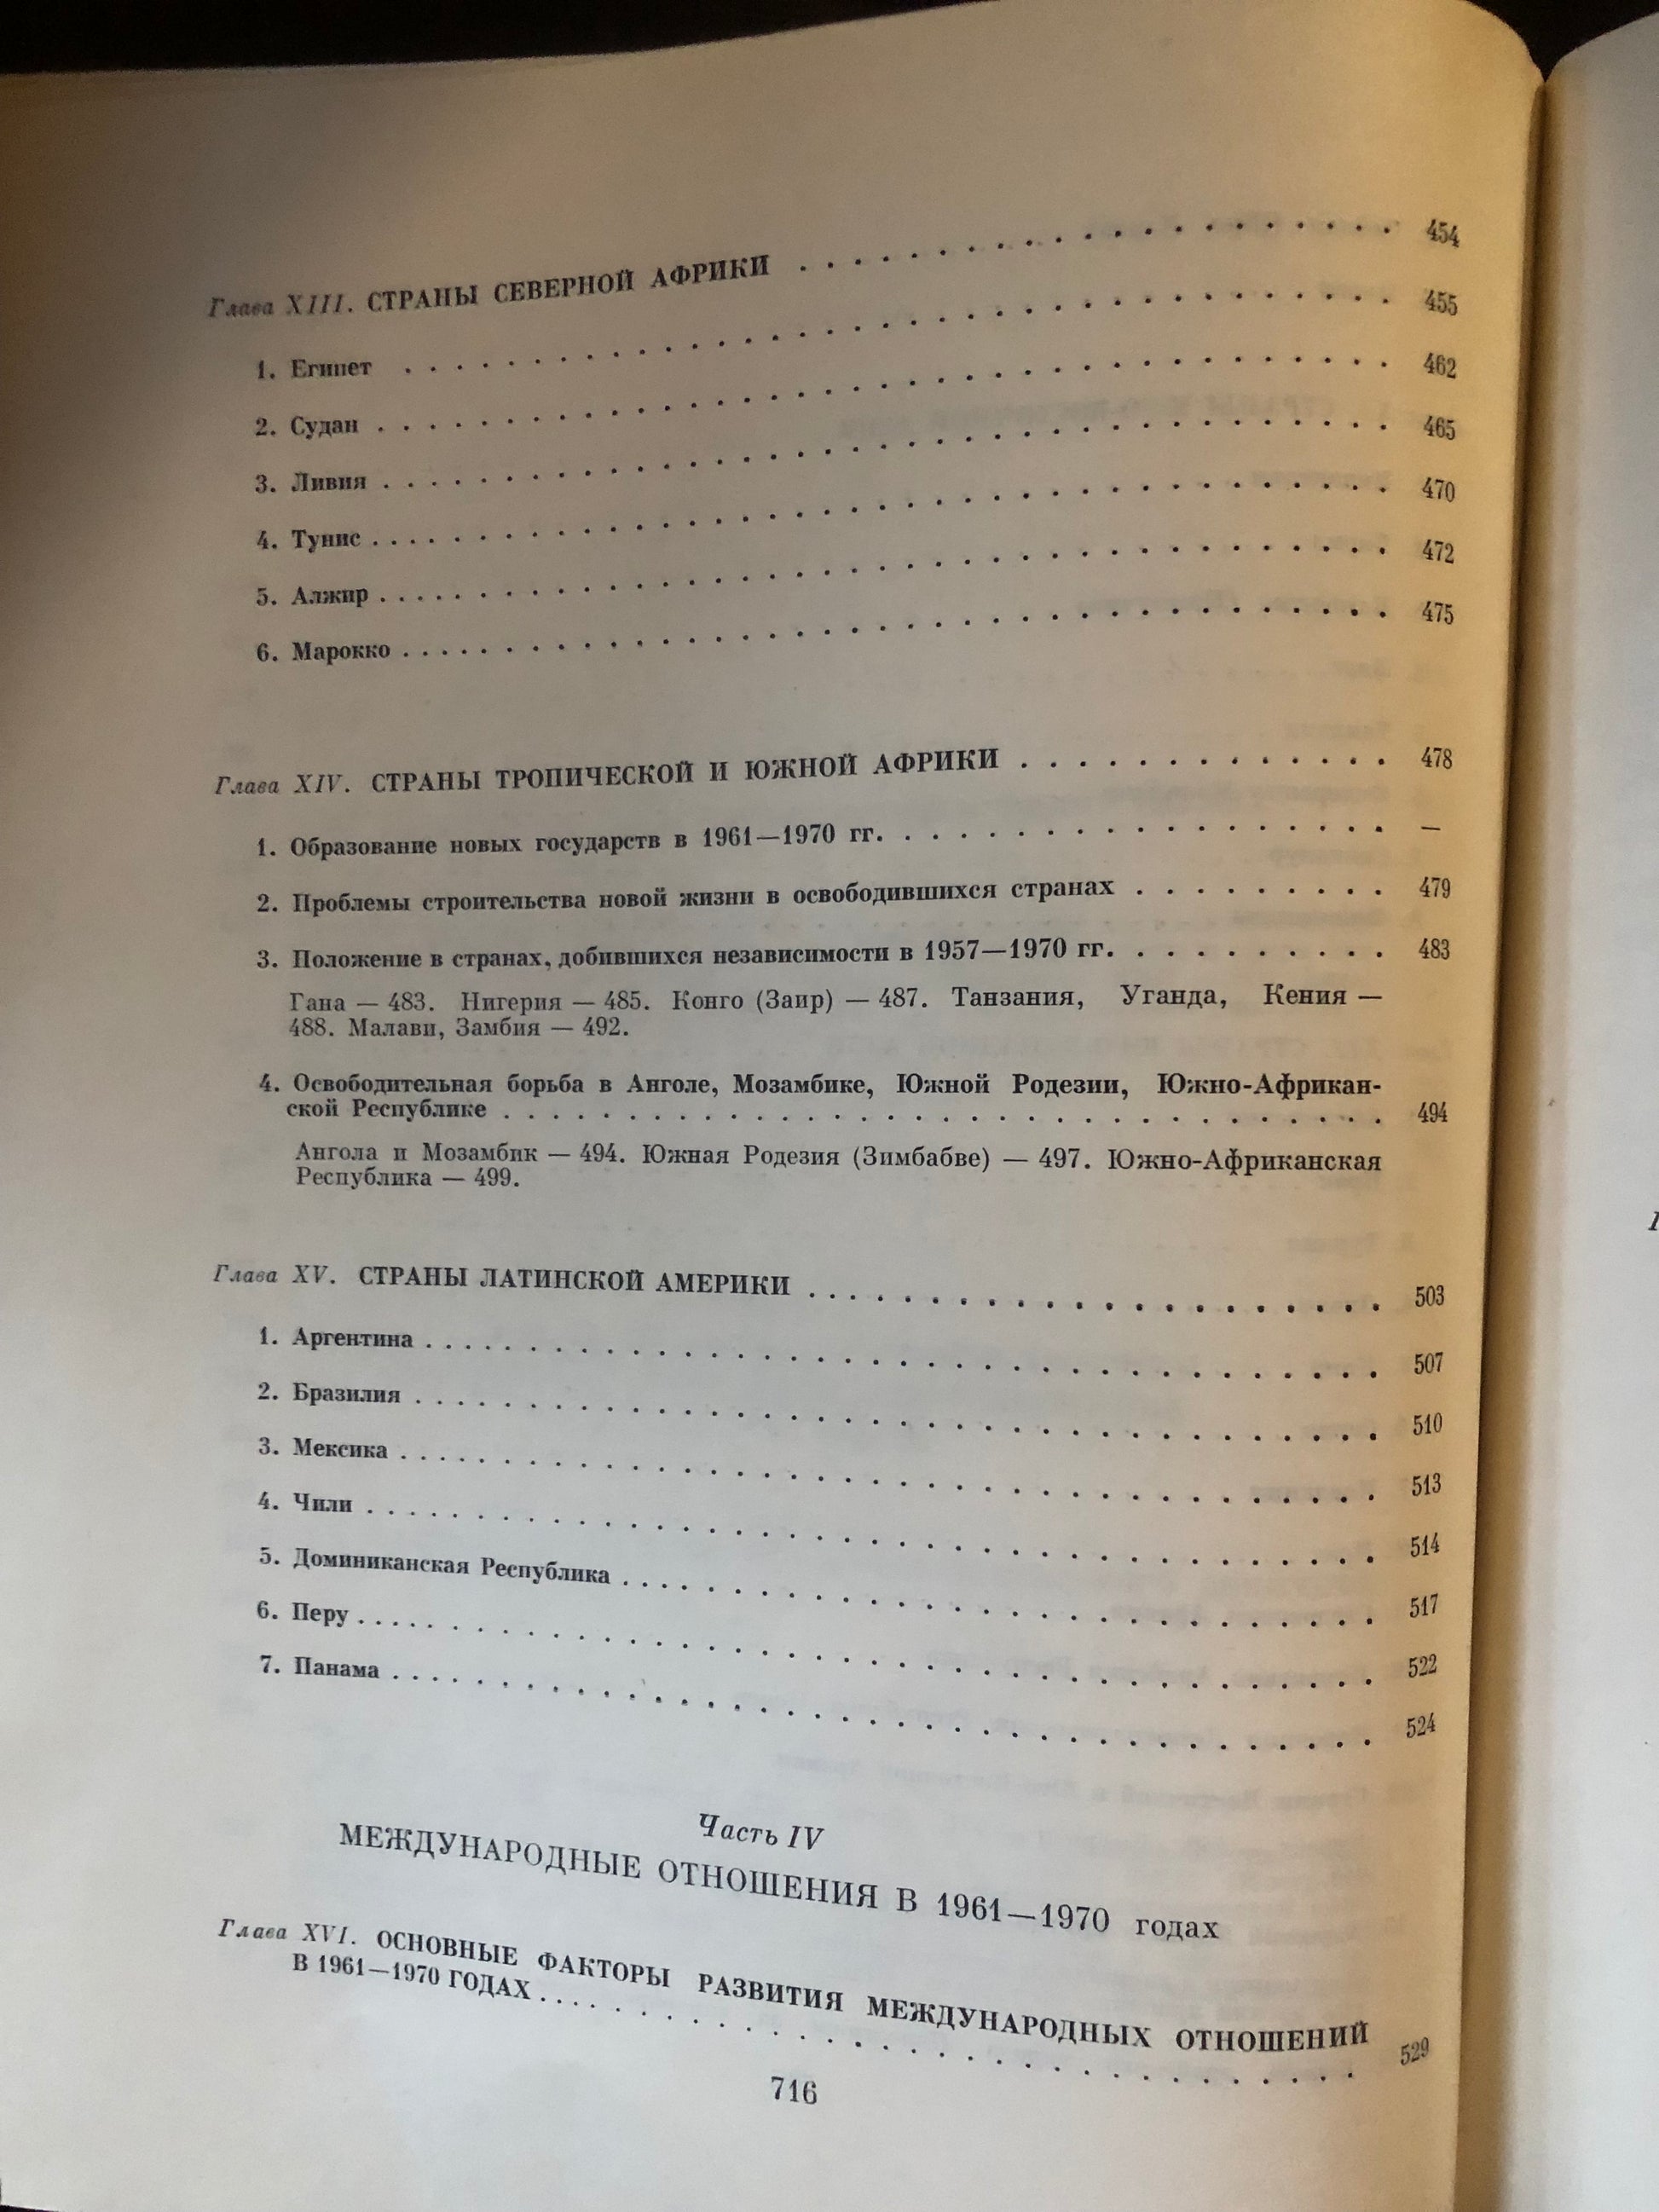 Глава XIII. СТРАНЫ СЕВЕРНОЙ АФРИКИ . . . . . . . . . . . . . . . . . . . . 454
1. Египет . . . . . . . . . . . . . . . . . . . . 455
2. Судан . . . . . . . . . . . . . . . . . . . . 462
3. Ливия . . . . . . . . . . . . . . . . . . . . 465
4. Тунис . . . . . . . . . . . . . . . . . . . . 470
5. Алжир . . . . . . . . . . . . . . . . . . . . 472
6. Марокко . . . . . . . . . . . . . . . . . . . . 475
Глава XIV. СТРАНЫ ТРОПИЧЕСКОЙ И ЮЖНОЙ АФРИКИ . . . . . . . . . . . . . 478
1. Образование новых государств в 1961—1970 гг. . . . . . . . . . . . . . . . . —
2. Проблемы строительства новой жизни в освободившихся странах . . . . . . . . . 479
3. Положение в странах, добившихся независимости в 1957—1970 гг. . . . . . . . . . 483
Гана — 483. Нигерия — 485. Конго (Заир) — 487. Танзания, Уганда, Кения —
488. Малави, Замбия — 492.
4. Освободительная борьба в Анголе, Мозамбике, Южной Родезии, Южно-Африкан-
ской Республике . . . . . . . . . . . . . . . . . . . . 494
Ангола и Мозамбик — 494. Южная Родезия (Зимбабве) — 497. Южно-Африканская
Республика — 499.
Глава XV. СТРАНЫ ЛАТИНСКОЙ АМЕРИКИ . . . . . . . . . . . . . . . . . . . . 503
1. Аргентина . . . . . . . . . . . . . . . . . . . . 507
2. Бразилия . . . . . . . . . . . . . . . . . . . . 510
3. Мексика . . . . . . . . . . . . . . . . . . . . 513
4. Чили . . . . . . . . . . . . . . . . . . . . 514
5. Доминиканская Республика . . . . . . . . . . . . . . . . . . . . 517
6. Перу . . . . . . . . . . . . . . . . . . . . 522
7. Панама . . . . . . . . . . . . . . . . . . . . 524
Часть IV
МЕЖДУНАРОДНЫЕ ОТНОШЕНИЯ В 1961—1970 годах
Глава XVI. ОСНОВНЫЕ ФАКТОРЫ РАЗВИТИЯ МЕЖДУНАРОДНЫХ ОТНОШЕНИЙ
В 1961—1970 ГОДАХ . . . . . . . . . . . . . . . . . . . . 529
716